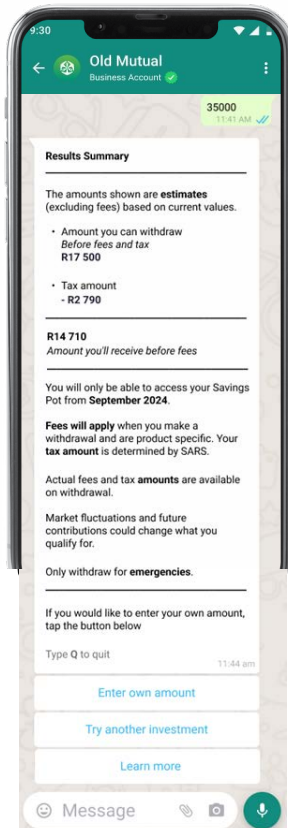 9:30
Old Mutual
Business Account
35000
11:41 AM
Results Summary
The amounts shown are estimates
(excluding fees) based on current values.
• Amount you can withdraw
Before fees and tax
R17 500
• Tax amount
- R2 790
R14 710
Amount you'll receive before fees
You will only be able to access your Savings
Pot from September 2024.
Fees will apply when you make a
withdrawal and are product specific. Your
tax amount is determined by SARS.
Actual fees and tax amounts are available
on withdrawal.
Market fluctuations and future
contributions could change what you
qualify for.
Only withdraw for emergencies.
If you would like to enter your own amount,
tap the button below
Type Q to quit
11:44 am
Enter own amount
Try another investment
Learn more
Message